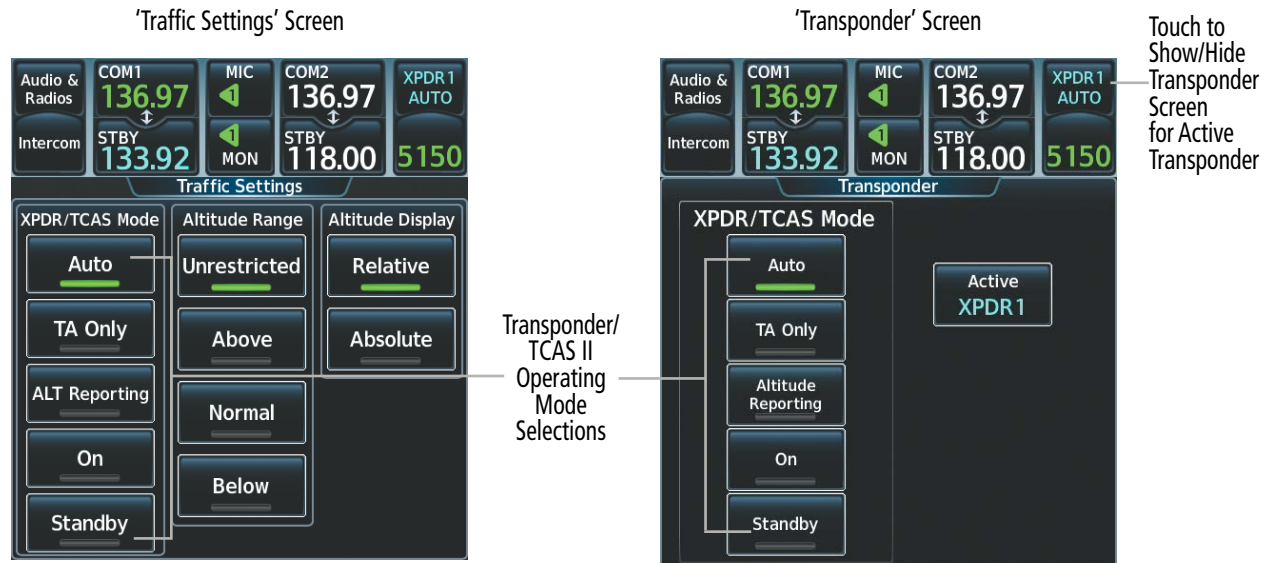 'Traffic Settings' Screen
Audio &
Radios
Intercom
COM1
136.97
STBY
133.92
MIC
1
1
MON
COM2
136.97
STBY
118.00
XPDR1
AUTO
5150
Traffic Settings
XPDR/TCAS Mode
Auto
TA Only
ALT Reporting
On
Standby
Altitude Range
Unrestricted
Above
Normal
Below
Altitude Display
Relative
Absolute
Transponder/
TCAS II
Operating
Mode
Selections
'Transponder' Screen
Audio &
Radios
Intercom
COM1
136.97
STBY
133.92
MIC
1
1
MON
COM2
136.97
STBY
118.00
XPDR1
AUTO
5150
Transponder
XPDR/TCAS Mode
Auto
TA Only
Altitude
Reporting
On
Standby
Active
XPDR1
Touch to
Show/Hide
Transponder
Screen
for Active
Transponder